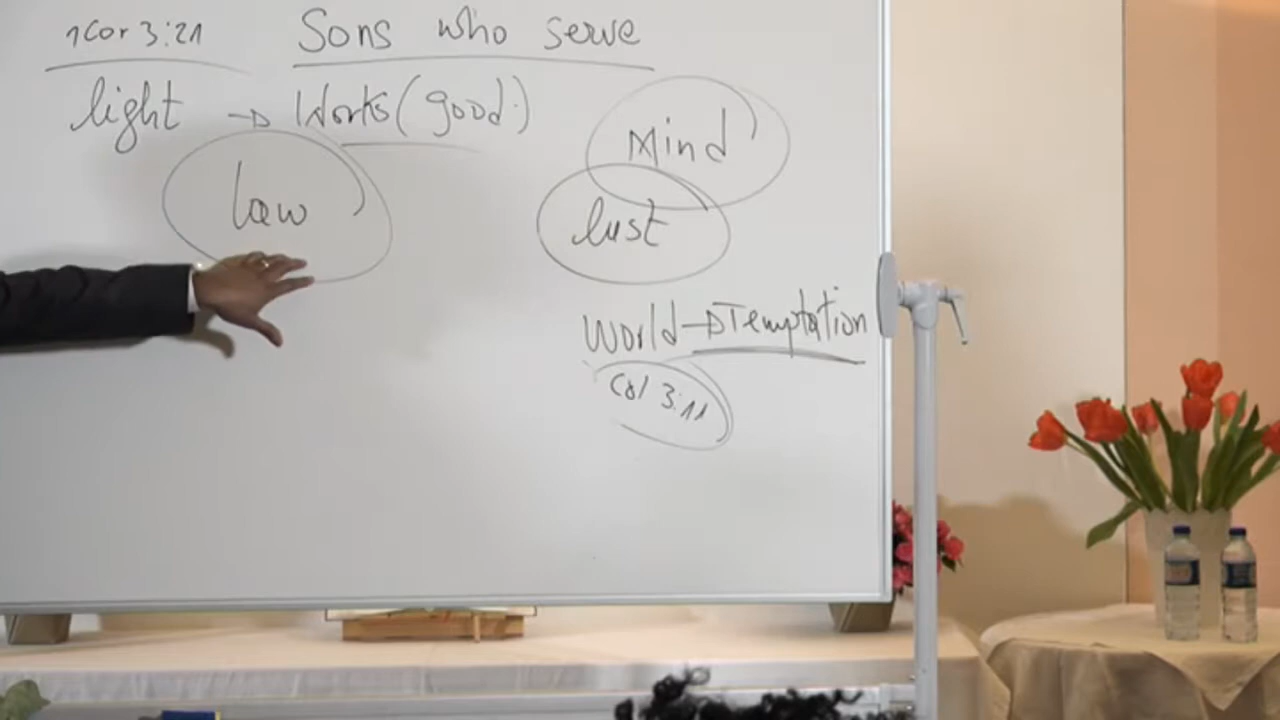 1Cor 3:21 Sons who serve
light → Works (good.)
Mind
law
lust
World → Temptation
Col 3:11